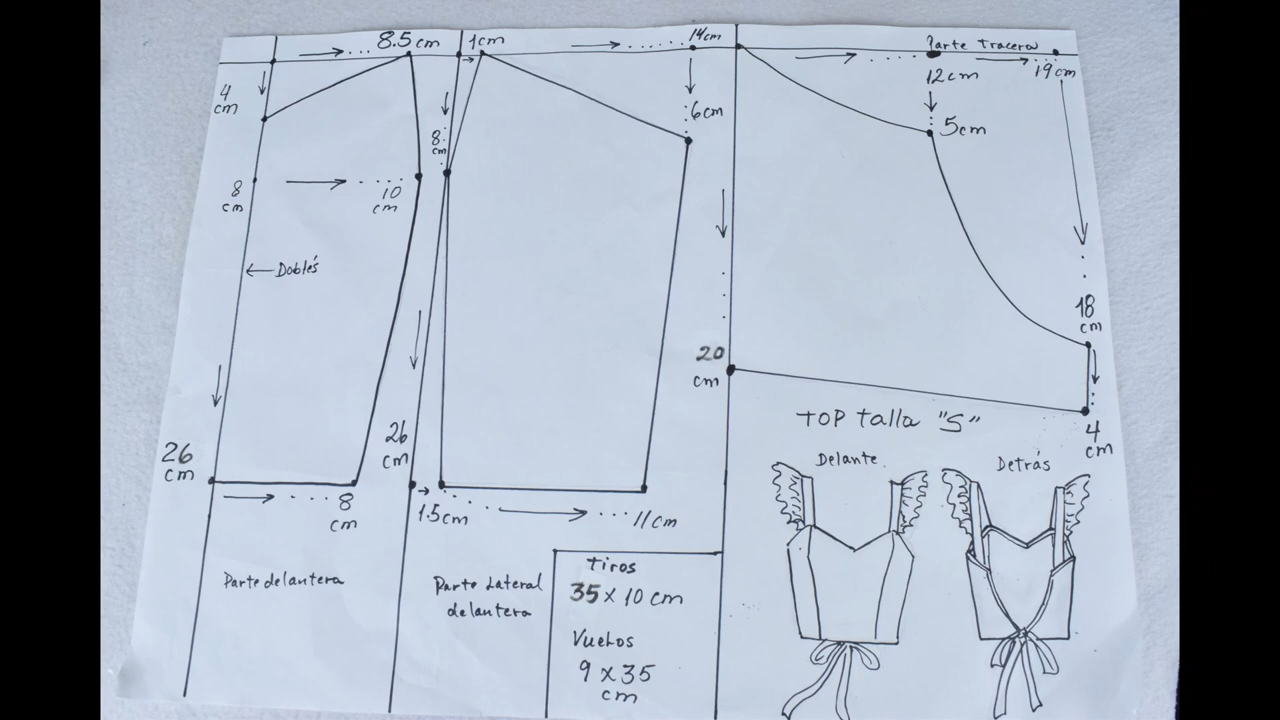 8.5 cm
4
cm
8
cm
10
cm
Doblés
26
cm
8
cm
Parte delantera
1cm
14cm
8
cm
6cm
26
cm
1.5cm
11cm
Parte Lateral
delantera
Tiros
35 x 10 cm
Vuelos
9 x 35
cm
Parte Tracera
12cm
19cm
5cm
18
cm
20
cm
4
cm
TOP Talla "S"
Delante
Detrás